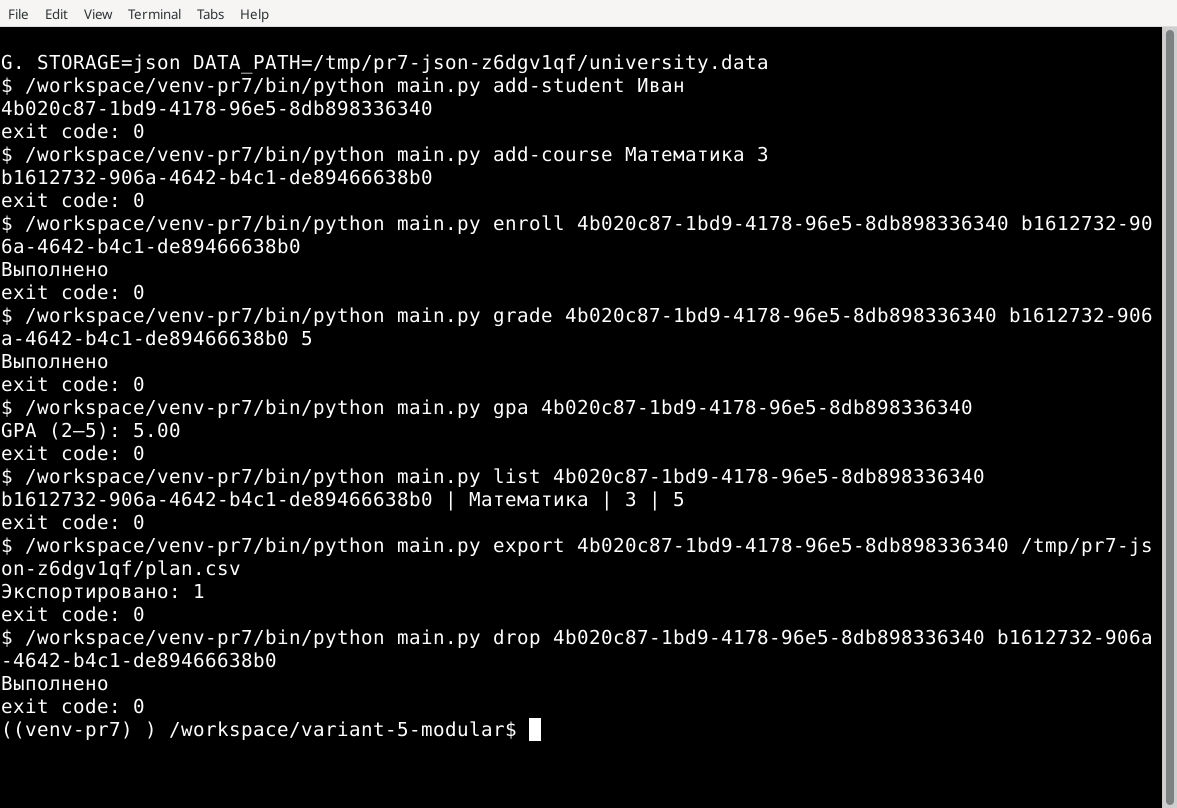 File Edit View Terminal Tabs Help
G. STORAGE=json DATA_PATH=/tmp/pr7-json-z6dgv1qf/university.data
$ /workspace/venv-pr7/bin/python main.py add-student Иван
4b020c87-1bd9-4178-96e5-8db898336340
exit code: 0
$ /workspace/venv-pr7/bin/python main.py add-course Математика 3
b1612732-906a-4642-b4c1-de89466638b0
exit code: 0
$ /workspace/venv-pr7/bin/python main.py enroll 4b020c87-1bd9-4178-96e5-8db898336340 b1612732-90
6a-4642-b4c1-de89466638b0
Выполнено
exit code: 0
$ /workspace/venv-pr7/bin/python main.py grade 4b020c87-1bd9-4178-96e5-8db898336340 b1612732-906
a-4642-b4c1-de89466638b0 5
Выполнено
exit code: 0
$ /workspace/venv-pr7/bin/python main.py gpa 4b020c87-1bd9-4178-96e5-8db898336340
GPA (2–5): 5.00
exit code: 0
$ /workspace/venv-pr7/bin/python main.py list 4b020c87-1bd9-4178-96e5-8db898336340
b1612732-906a-4642-b4c1-de89466638b0 | Математика | 3 | 5
exit code: 0
$ /workspace/venv-pr7/bin/python main.py export 4b020c87-1bd9-4178-96e5-8db898336340 /tmp/pr7-js
on-z6dgv1qf/plan.csv
Экспортировано: 1
exit code: 0
$ /workspace/venv-pr7/bin/python main.py drop 4b020c87-1bd9-4178-96e5-8db898336340 b1612732-906a
-4642-b4c1-de89466638b0
Выполнено
exit code: 0
((venv-pr7) ) /workspace/variant-5-modular$